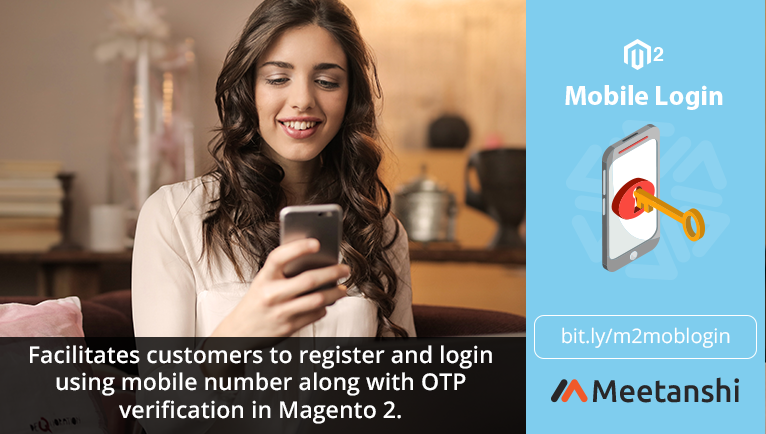 2
Mobile Login
bit.ly/m2moblogin
Meetanshi
Facilitates customers to register and login
using mobile number along with OTP
verification in Magento 2.